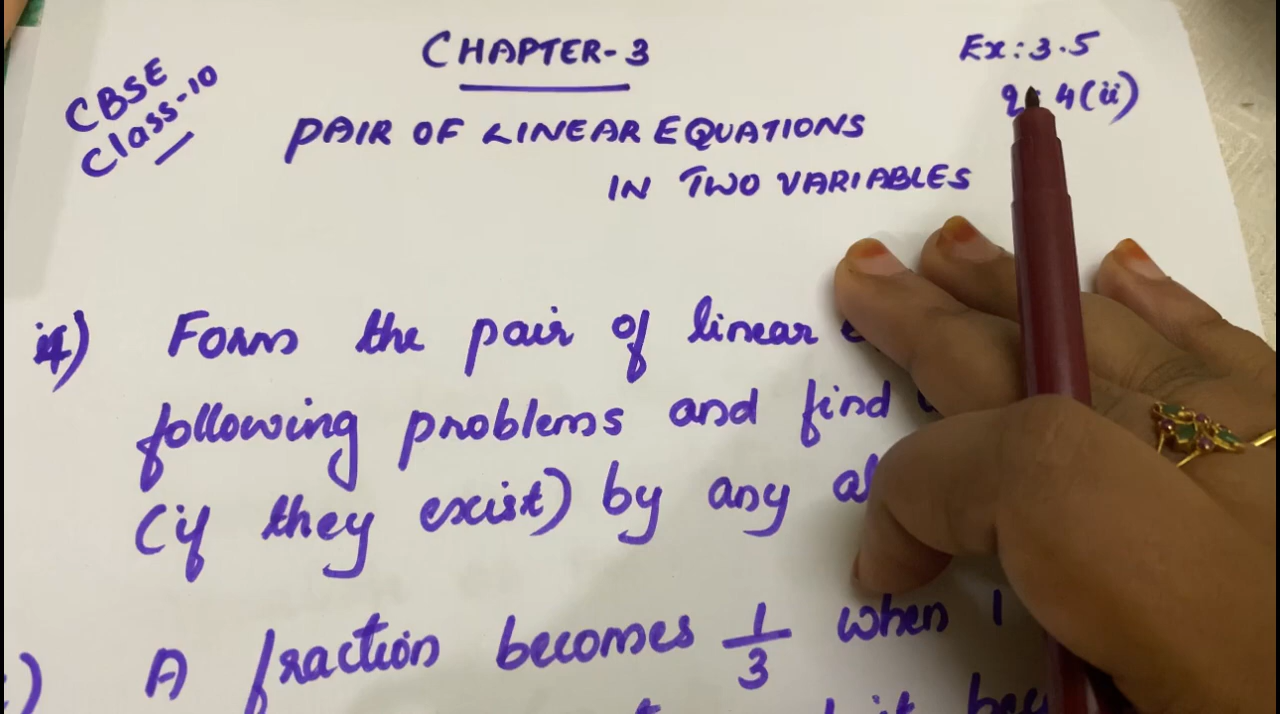 CBSE
Class-10
CHAPTER-3
Ex: 3.5
4(ii)
PAIR OF LINEAR EQUATIONS
IN TWO VARIABLES
Form the pair of linear
following problems and find
(if they exist) by any
A fraction becomes 1/3 when 1